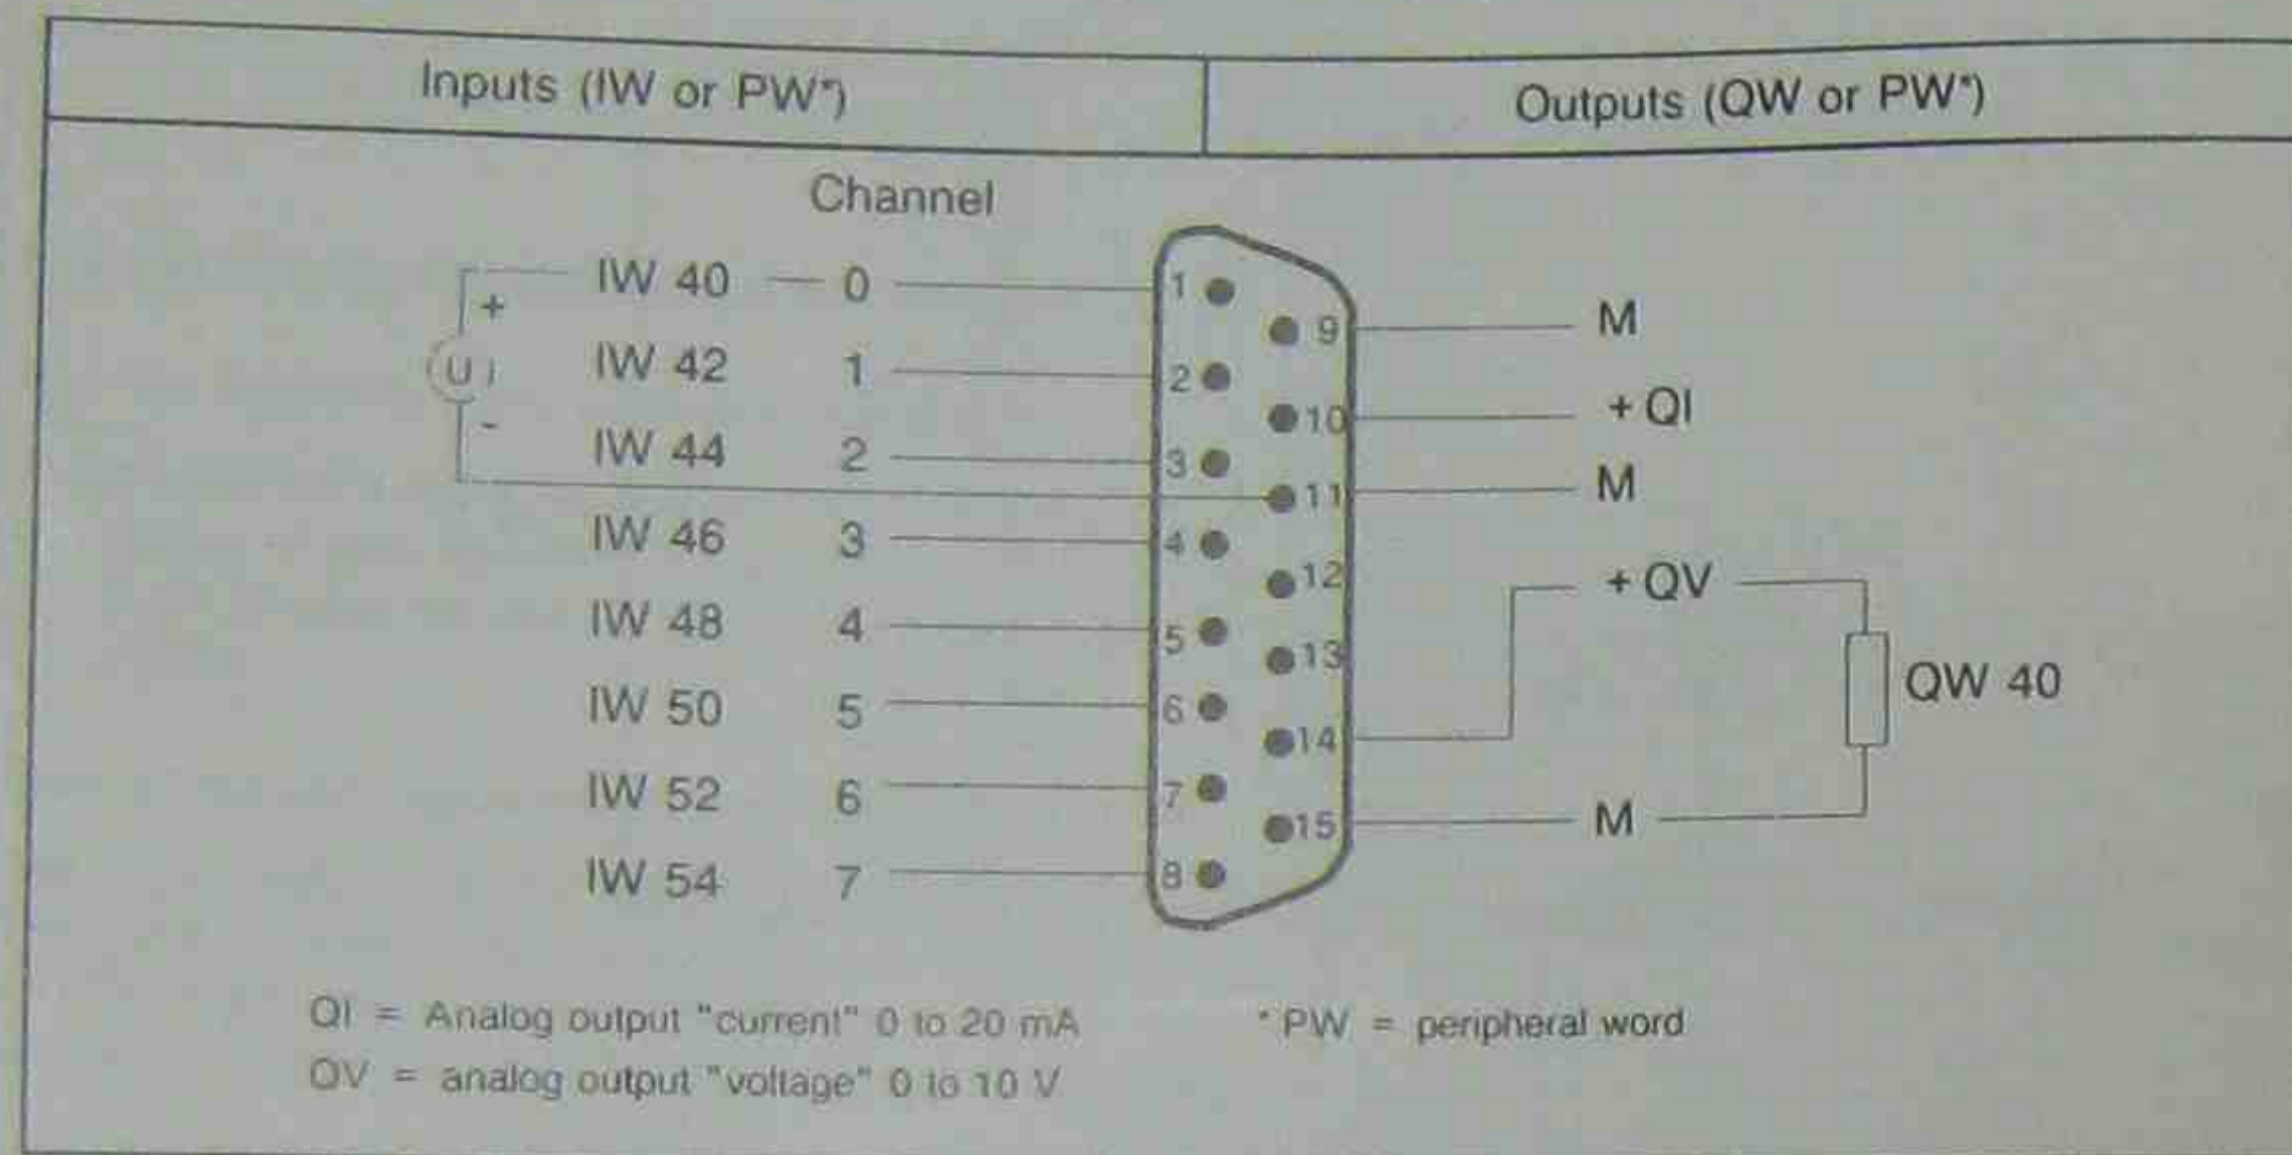 Inputs (IW or PW*)
Outputs (QW or PW*)
Channel
IW 40 0 1
9 M
+
U
-
IW 42 1 2
10 + QI
IW 44 2 3
11 M
IW 46 3 4
12 + QV
IW 48 4 5
13
QW 40
IW 50 5 6
14
IW 52 6 7
15 M
IW 54 7 8
QI = Analog output "current" 0 to 20 mA
* PW = peripheral word
QV = analog output "voltage" 0 to 10 V